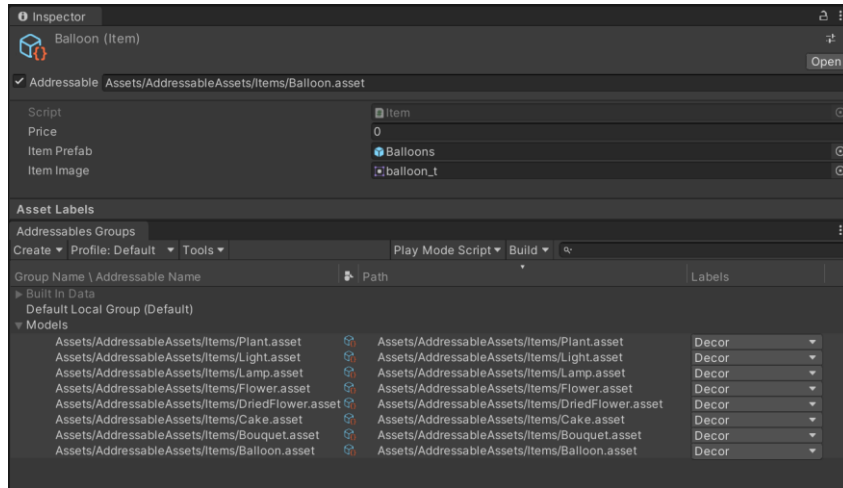 Inspector
Balloon (Item)
Open
Addressable Assets/AddressableAssets/Items/Balloon.asset
Script Item
Price 0
Item Prefab Balloons
Item Image balloon_t
Asset Labels
Addressables Groups
Create Profile: Default Tools Play Mode Script Build
Group Name \ Addressable Name Path Labels
Built In Data
Default Local Group (Default)
Models
Assets/AddressableAssets/Items/Plant.asset Assets/AddressableAssets/Items/Plant.asset Decor
Assets/AddressableAssets/Items/Light.asset Assets/AddressableAssets/Items/Light.asset Decor
Assets/AddressableAssets/Items/Lamp.asset Assets/AddressableAssets/Items/Lamp.asset Decor
Assets/AddressableAssets/Items/Flower.asset Assets/AddressableAssets/Items/Flower.asset Decor
Assets/AddressableAssets/Items/DriedFlower.asset Assets/AddressableAssets/Items/DriedFlower.asset Decor
Assets/AddressableAssets/Items/Cake.asset Assets/AddressableAssets/Items/Cake.asset Decor
Assets/AddressableAssets/Items/Bouquet.asset Assets/AddressableAssets/Items/Bouquet.asset Decor
Assets/AddressableAssets/Items/Balloon.asset Assets/AddressableAssets/Items/Balloon.asset Decor